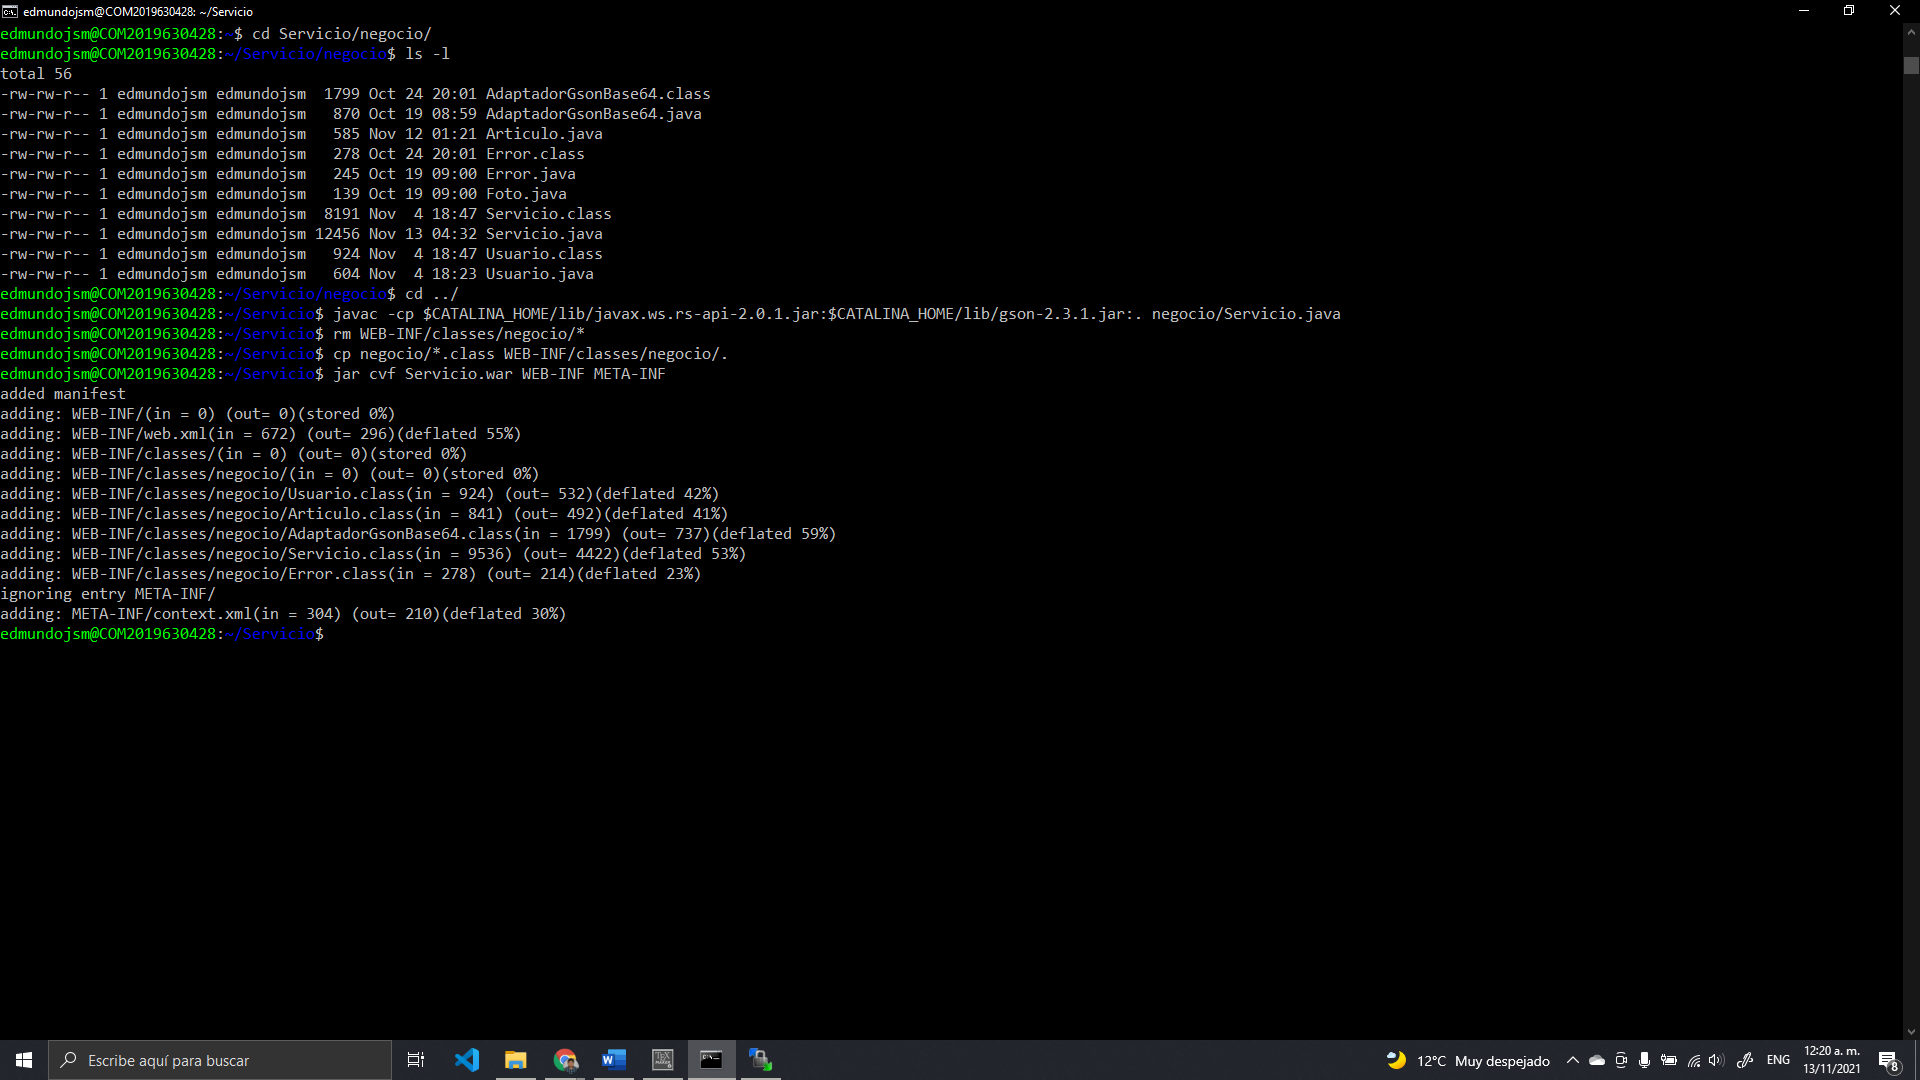 edmundojsm@COM2019630428: ~/Servicio
edmundojsm@COM2019630428:~$ cd Servicio/negocio/
edmundojsm@COM2019630428:~/Servicio/negocio$ ls -l
total 56
-rw-rw-r-- 1 edmundojsm edmundojsm  1799 Oct 24 20:01 AdaptadorGsonBase64.class
-rw-rw-r-- 1 edmundojsm edmundojsm   870 Oct 19 08:59 AdaptadorGsonBase64.java
-rw-rw-r-- 1 edmundojsm edmundojsm   585 Nov 12 01:21 Articulo.java
-rw-rw-r-- 1 edmundojsm edmundojsm   278 Oct 24 20:01 Error.class
-rw-rw-r-- 1 edmundojsm edmundojsm   245 Oct 19 09:00 Error.java
-rw-rw-r-- 1 edmundojsm edmundojsm   139 Oct 19 09:00 Foto.java
-rw-rw-r-- 1 edmundojsm edmundojsm  8191 Nov  4 18:47 Servicio.class
-rw-rw-r-- 1 edmundojsm edmundojsm 12456 Nov 13 04:32 Servicio.java
-rw-rw-r-- 1 edmundojsm edmundojsm   924 Nov  4 18:47 Usuario.class
-rw-rw-r-- 1 edmundojsm edmundojsm   604 Nov  4 18:23 Usuario.java
edmundojsm@COM2019630428:~/Servicio/negocio$ cd ../
edmundojsm@COM2019630428:~/Servicio$ javac -cp $CATALINA_HOME/lib/javax.ws.rs-api-2.0.1.jar:$CATALINA_HOME/lib/gson-2.3.1.jar:. negocio/Servicio.java
edmundojsm@COM2019630428:~/Servicio$ rm WEB-INF/classes/negocio/*
edmundojsm@COM2019630428:~/Servicio$ cp negocio/*.class WEB-INF/classes/negocio/.
edmundojsm@COM2019630428:~/Servicio$ jar cvf Servicio.war WEB-INF META-INF
added manifest
adding: WEB-INF/(in = 0) (out= 0)(stored 0%)
adding: WEB-INF/web.xml(in = 672) (out= 296)(deflated 55%)
adding: WEB-INF/classes/(in = 0) (out= 0)(stored 0%)
adding: WEB-INF/classes/negocio/(in = 0) (out= 0)(stored 0%)
adding: WEB-INF/classes/negocio/Usuario.class(in = 924) (out= 532)(deflated 42%)
adding: WEB-INF/classes/negocio/Articulo.class(in = 841) (out= 492)(deflated 41%)
adding: WEB-INF/classes/negocio/AdaptadorGsonBase64.class(in = 1799) (out= 737)(deflated 59%)
adding: WEB-INF/classes/negocio/Servicio.class(in = 9536) (out= 4422)(deflated 53%)
adding: WEB-INF/classes/negocio/Error.class(in = 278) (out= 214)(deflated 23%)
ignoring entry META-INF/
adding: META-INF/context.xml(in = 304) (out= 210)(deflated 30%)
edmundojsm@COM2019630428:~/Servicio$
Escribe aquí para buscar
12°C Muy despejado
ENG
12:20 a. m.
13/11/2021
8